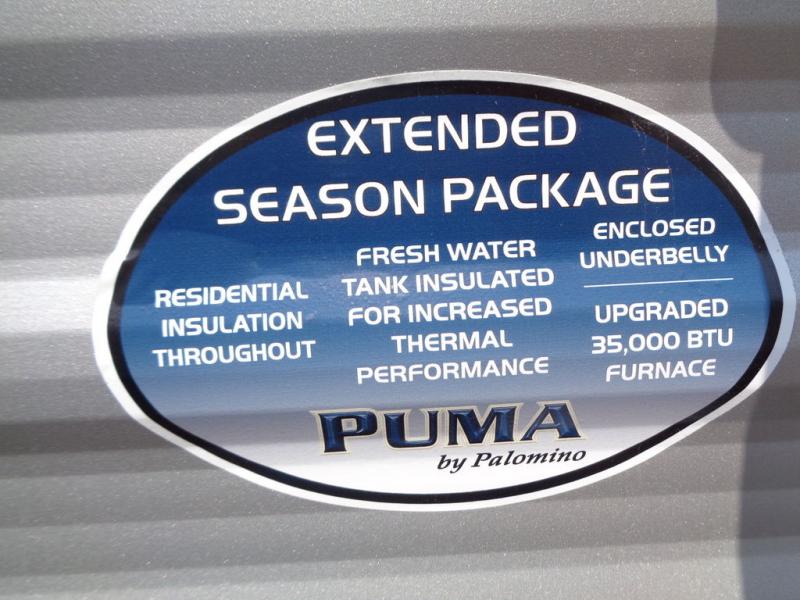 EXTENDED
SEASON PACKAGE
RESIDENTIAL
INSULATION
THROUGHOUT
FRESH WATER
TANK INSULATED
FOR INCREASED
THERMAL
PERFORMANCE
ENCLOSED
UNDERBELLY
UPGRADED
35,000 BTU
FURNACE
PUMA
by Palomino